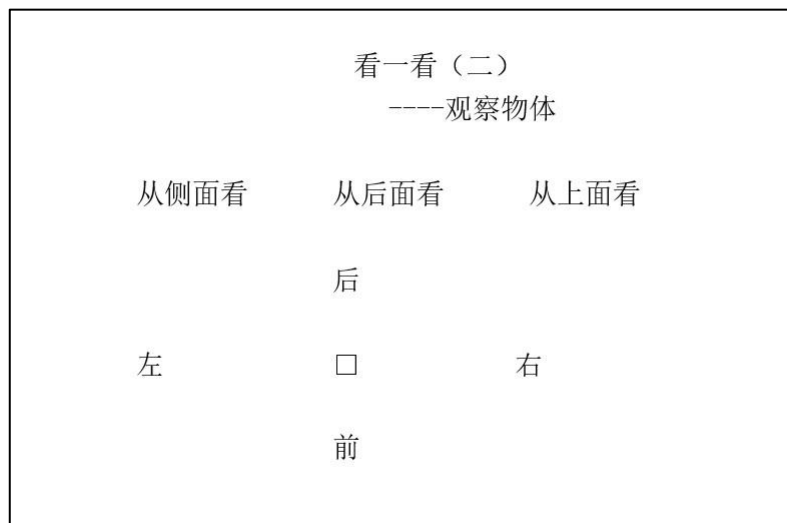 看一看（二）
----观察物体
从侧面看 从后面看 从上面看
后
左 □ 右
前